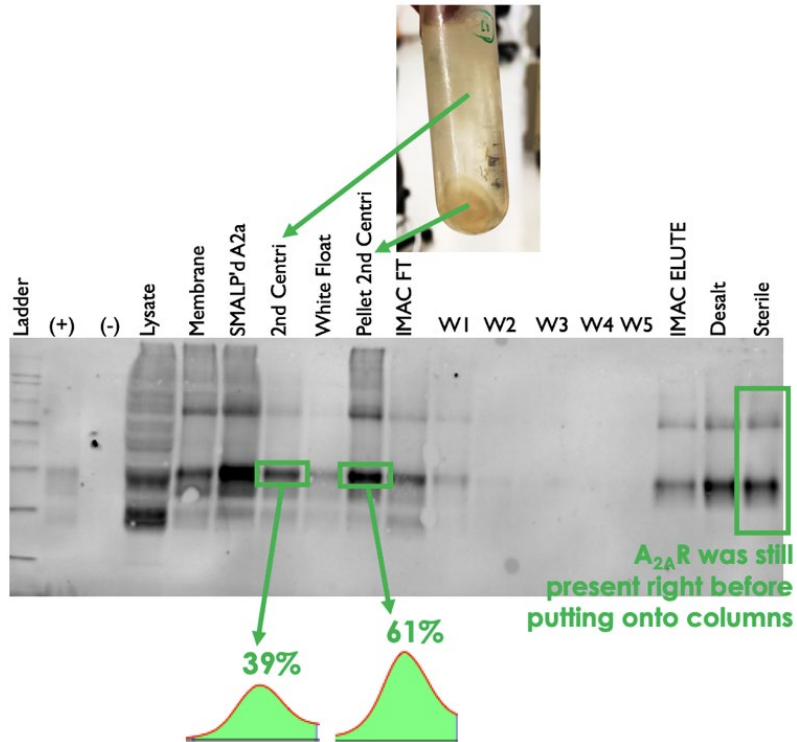 Ladder
(+)
(-)
Lysate
Membrane
SMALP'd A2a
2nd Centri
White Float
Pellet 2nd Centri
IMAC FT
W1
W2
W3
W4
W5
IMAC ELUTE
Desalt
Sterile
A₂ₐR was still
present right before
putting onto columns
39%
61%